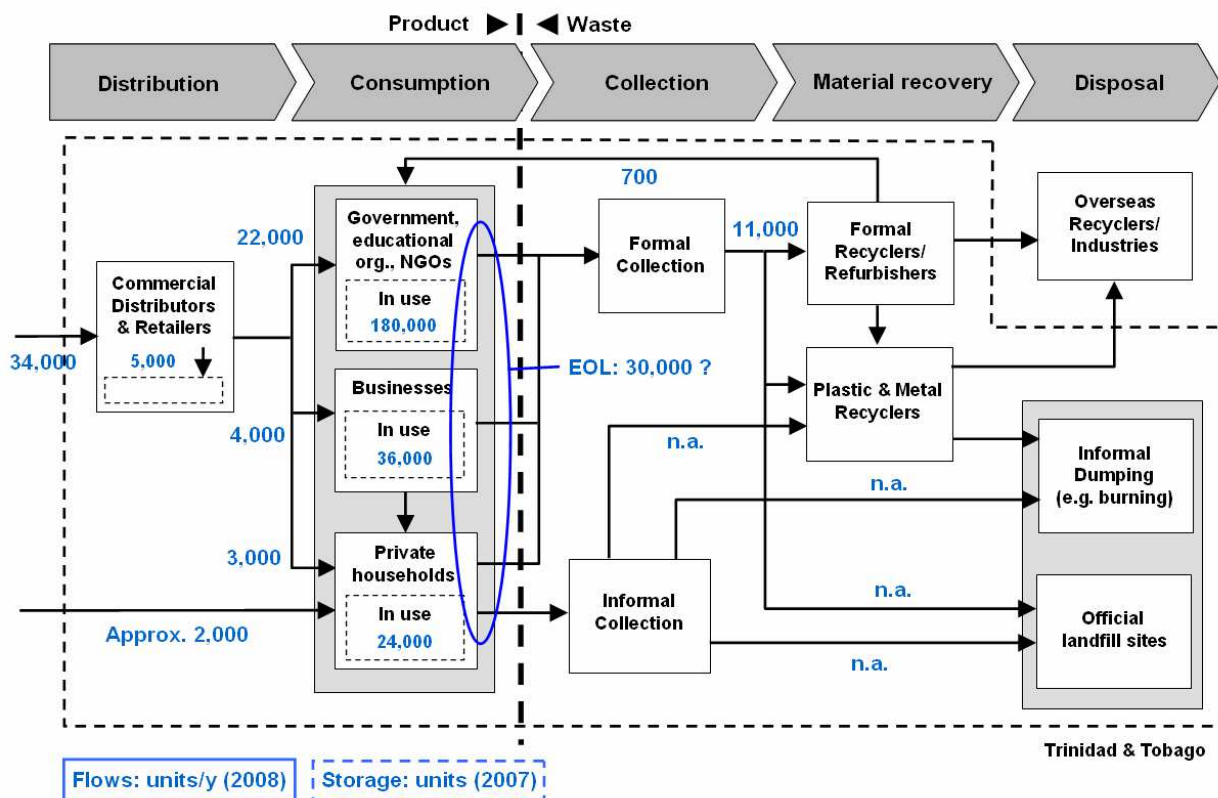 Product
Waste
Distribution
Consumption
Collection
Material recovery
Disposal
700
Government,
educational
org., NGOs
In use
180,000
22,000
Formal
Collection
11,000
Formal
Recyclers/
Refurbishers
Overseas
Recyclers/
Industries
Commercial
Distributors
& Retailers
5,000
34,000
EOL: 30,000 ?
Businesses
In use
36,000
4,000
Plastic & Metal
Recyclers
n.a.
n.a.
Informal
Dumping
(e.g. burning)
3,000
Private
households
In use
24,000
Approx. 2,000
Informal
Collection
n.a.
n.a.
Official
landfill sites
Trinidad & Tobago
Flows: units/y (2008)
Storage: units (2007)